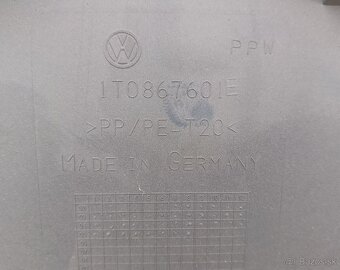 PPW
1T0867601E
>PP/PE-T20<
MADE IN GERMANY